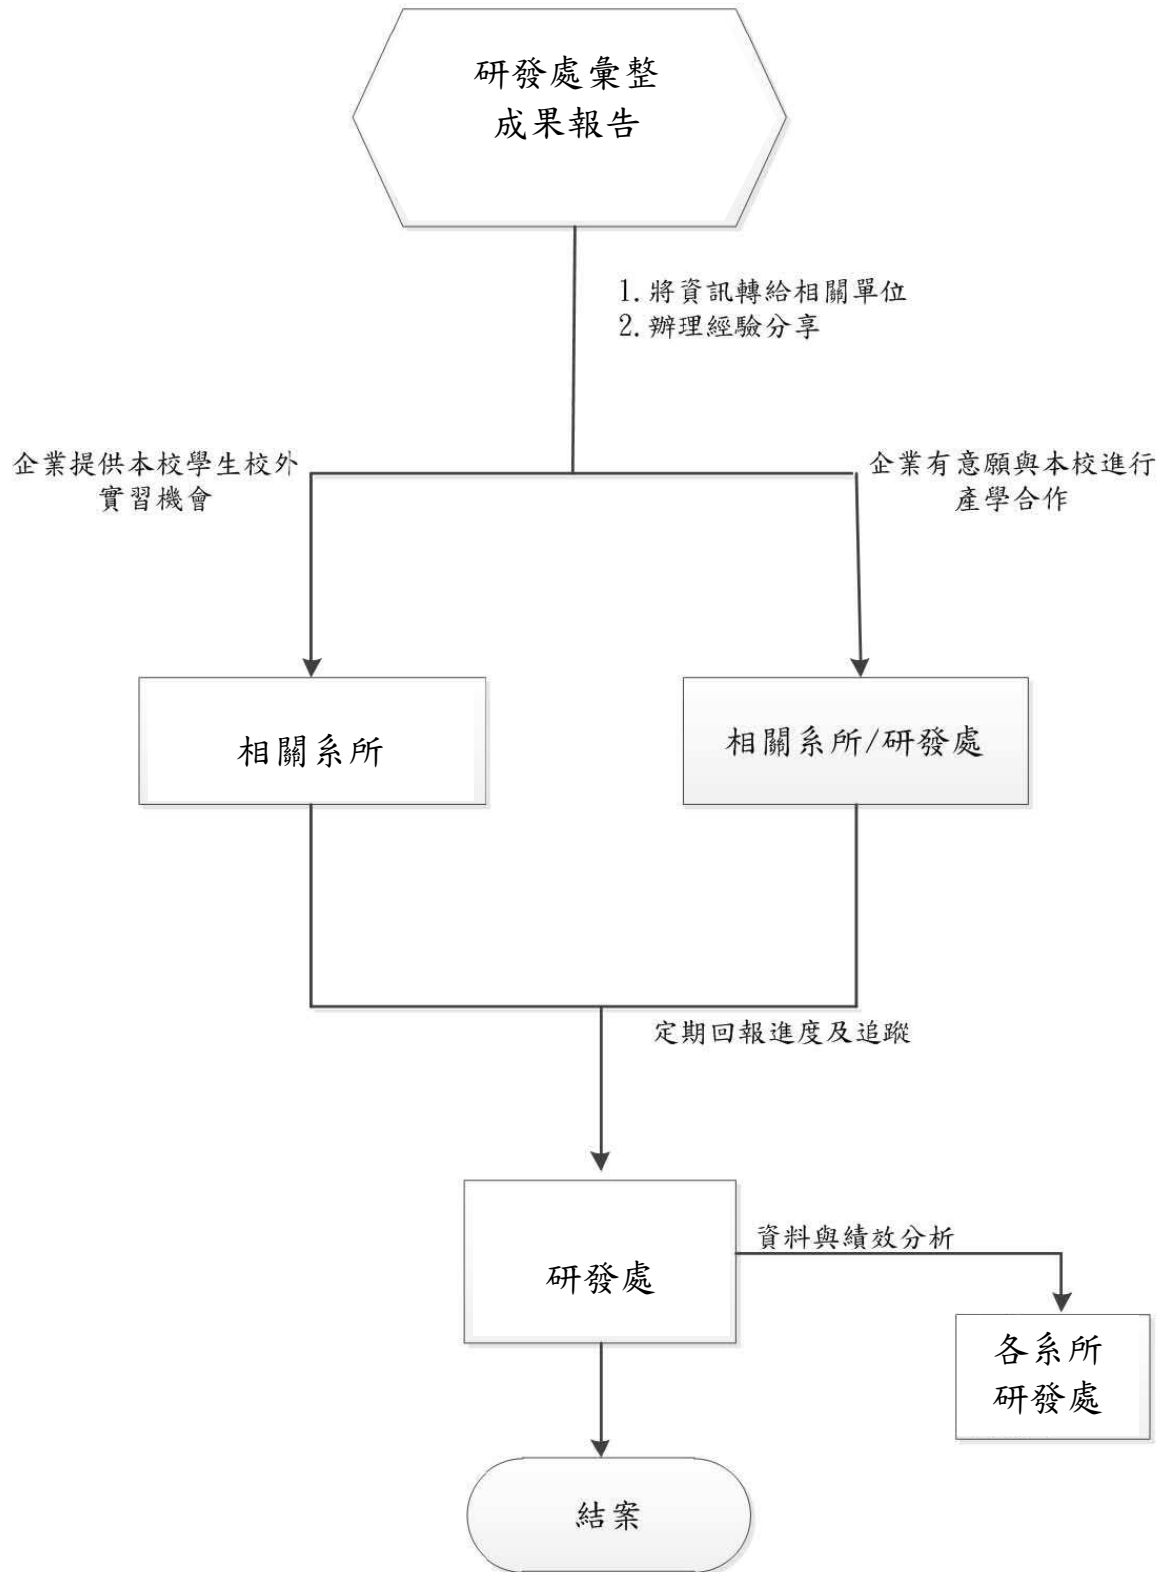 研發處彙整
成果報告
1.將資訊轉給相關單位
2.辦理經驗分享
企業提供本校學生校外
實習機會
企業有意願與本校進行
產學合作
相關系所
相關系所/研發處
定期回報進度及追蹤
研發處
資料與績效分析
各系所
研發處
結案